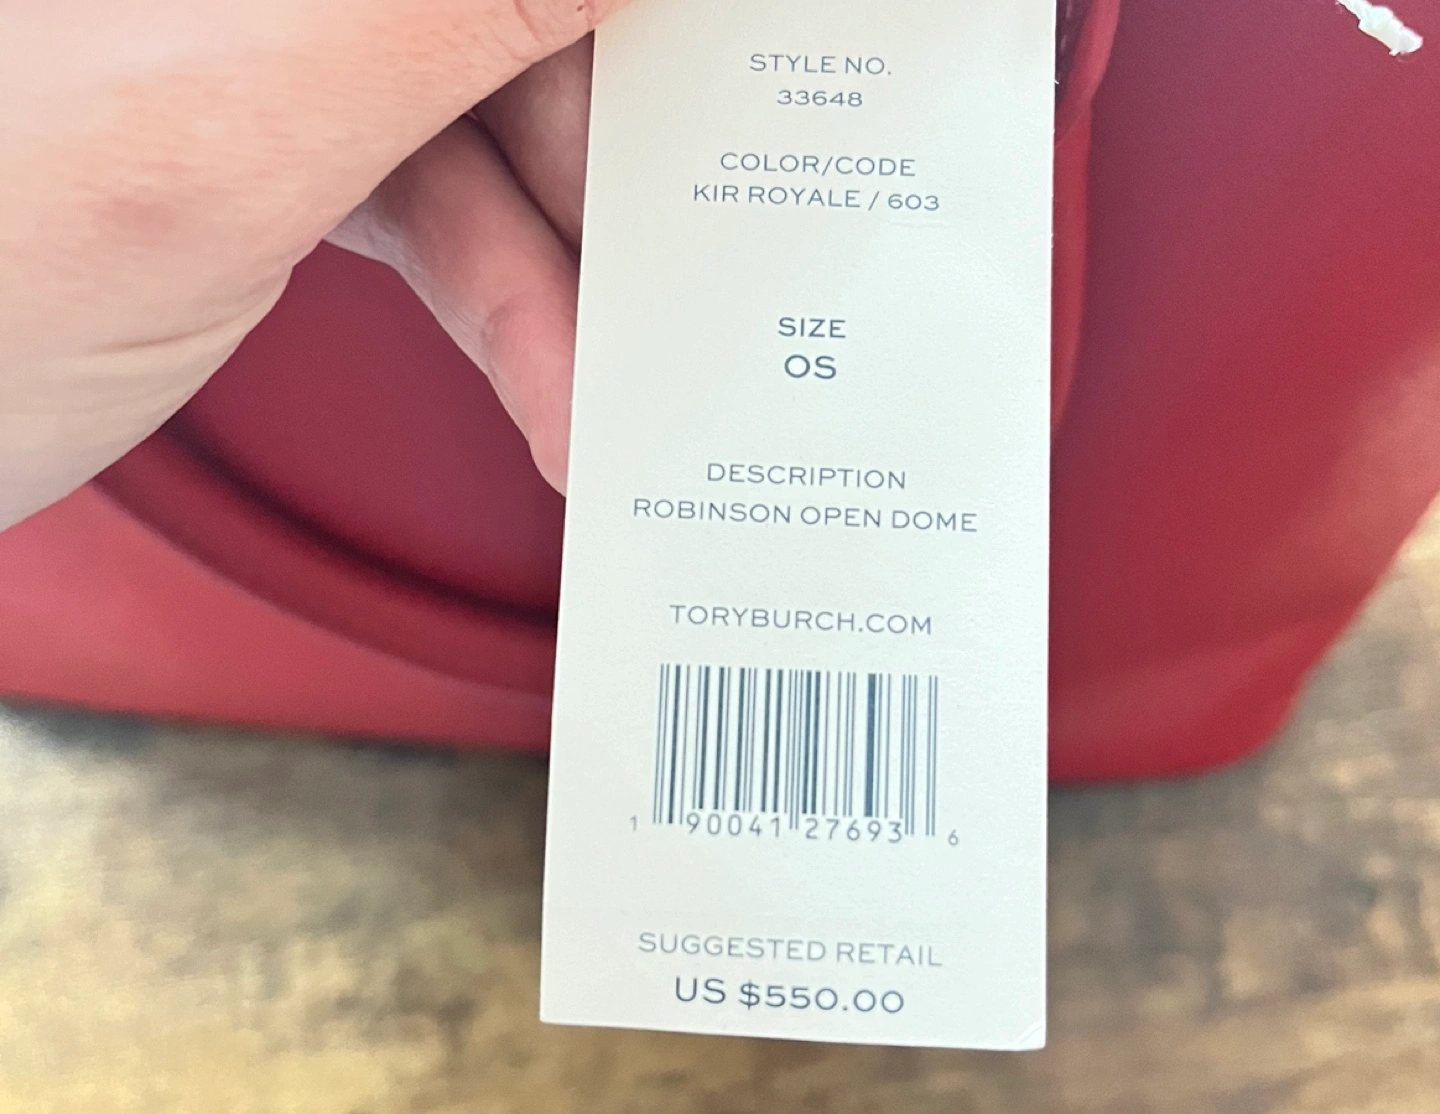 STYLE NO.
33648
COLOR/CODE
KIR ROYALE / 603
SIZE
OS
DESCRIPTION
ROBINSON OPEN DOME
TORYBURCH.COM
1 90041 27693 6
SUGGESTED RETAIL
US $550.00